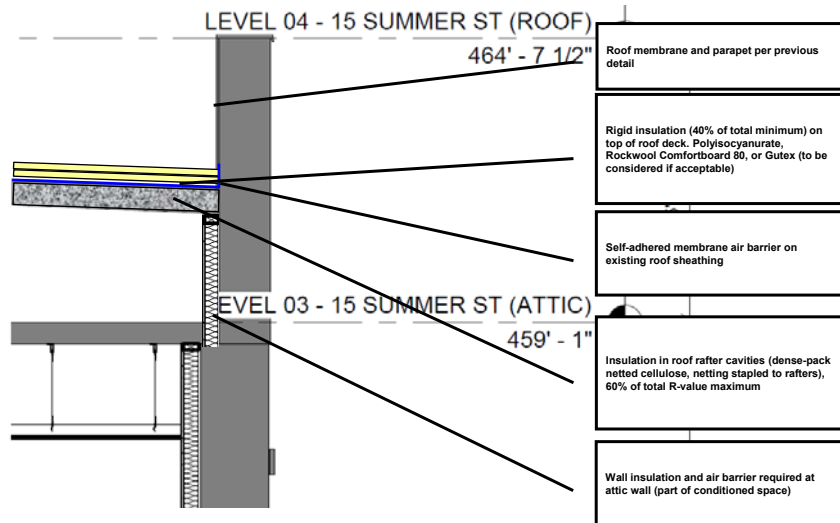 LEVEL 04 - 15 SUMMER ST (ROOF)
464' - 7 1/2"
Roof membrane and parapet per previous
detail
Rigid insulation (40% of total minimum) on
top of roof deck. Polyisocyanurate,
Rockwool Comfortboard 80, or Gutex (to be
considered if acceptable)
Self-adhered membrane air barrier on
existing roof sheathing
EVEL 03 - 15 SUMMER ST (ATTIC)
459' - 1"
Insulation in roof rafter cavities (dense-pack
netted cellulose, netting stapled to rafters),
60% of total R-value maximum
Wall insulation and air barrier required at
attic wall (part of conditioned space)